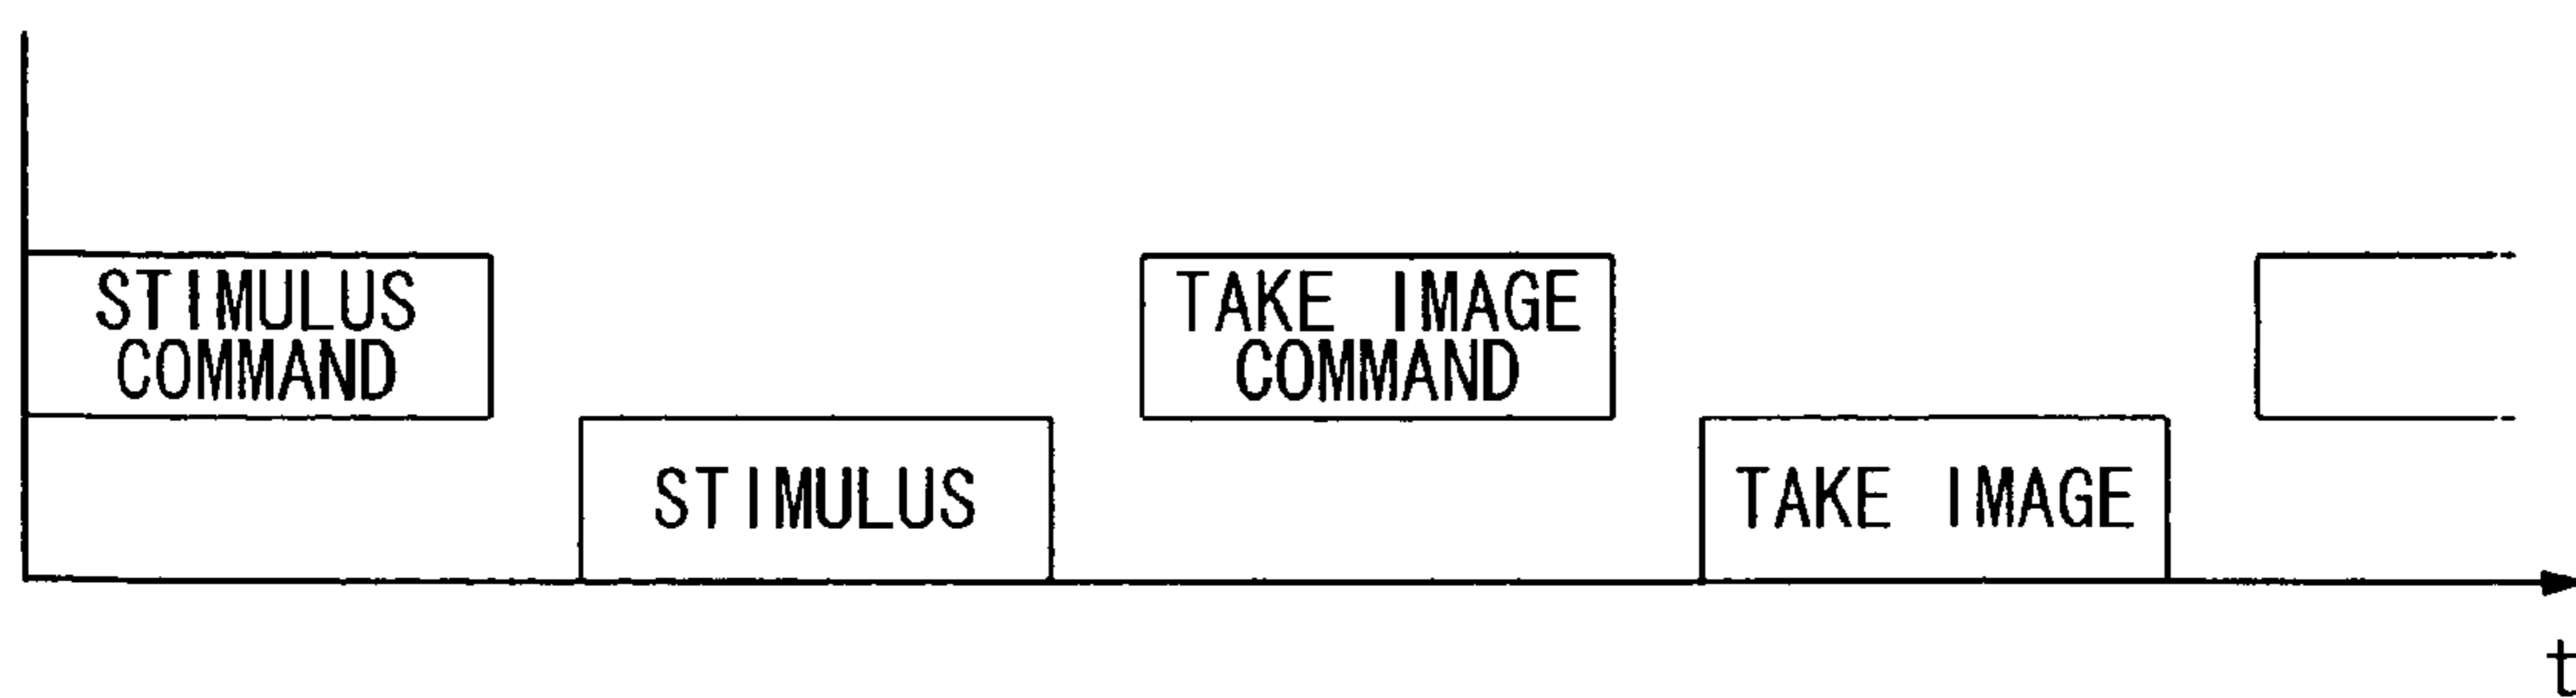 STIMULUS
COMMAND
TAKE IMAGE
COMMAND
STIMULUS
TAKE IMAGE
t